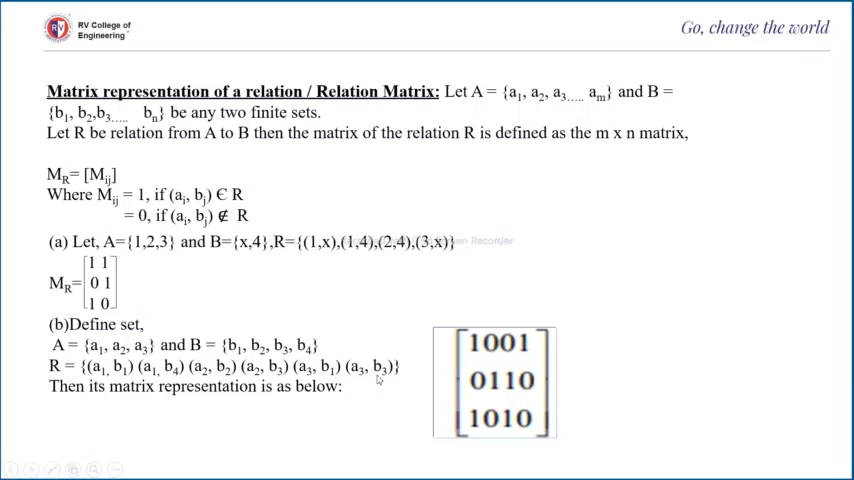 RV College of
Engineering
Go, change the world
Matrix representation of a relation / Relation Matrix: Let A = {a1, a2, a3..... am} and B =
{b1, b2,b3..... bn} be any two finite sets.
Let R be relation from A to B then the matrix of the relation R is defined as the m x n matrix,
MR= [Mij]
Where Mij = 1, if (ai, bj) Є R
= 0, if (ai, bj) ∉ R
(a) Let, A={1,2,3} and B={x,4},R={(1,x),(1,4),(2,4),(3,x)}
1 1
MR= 0 1
1 0
(b)Define set,
A = {a1, a2, a3} and B = {b1, b2, b3, b4}
R = {(a1, b1) (a1, b4) (a2, b2) (a2, b3) (a3, b1) (a3, b3)}
Then its matrix representation is as below:
1001
0110
1010